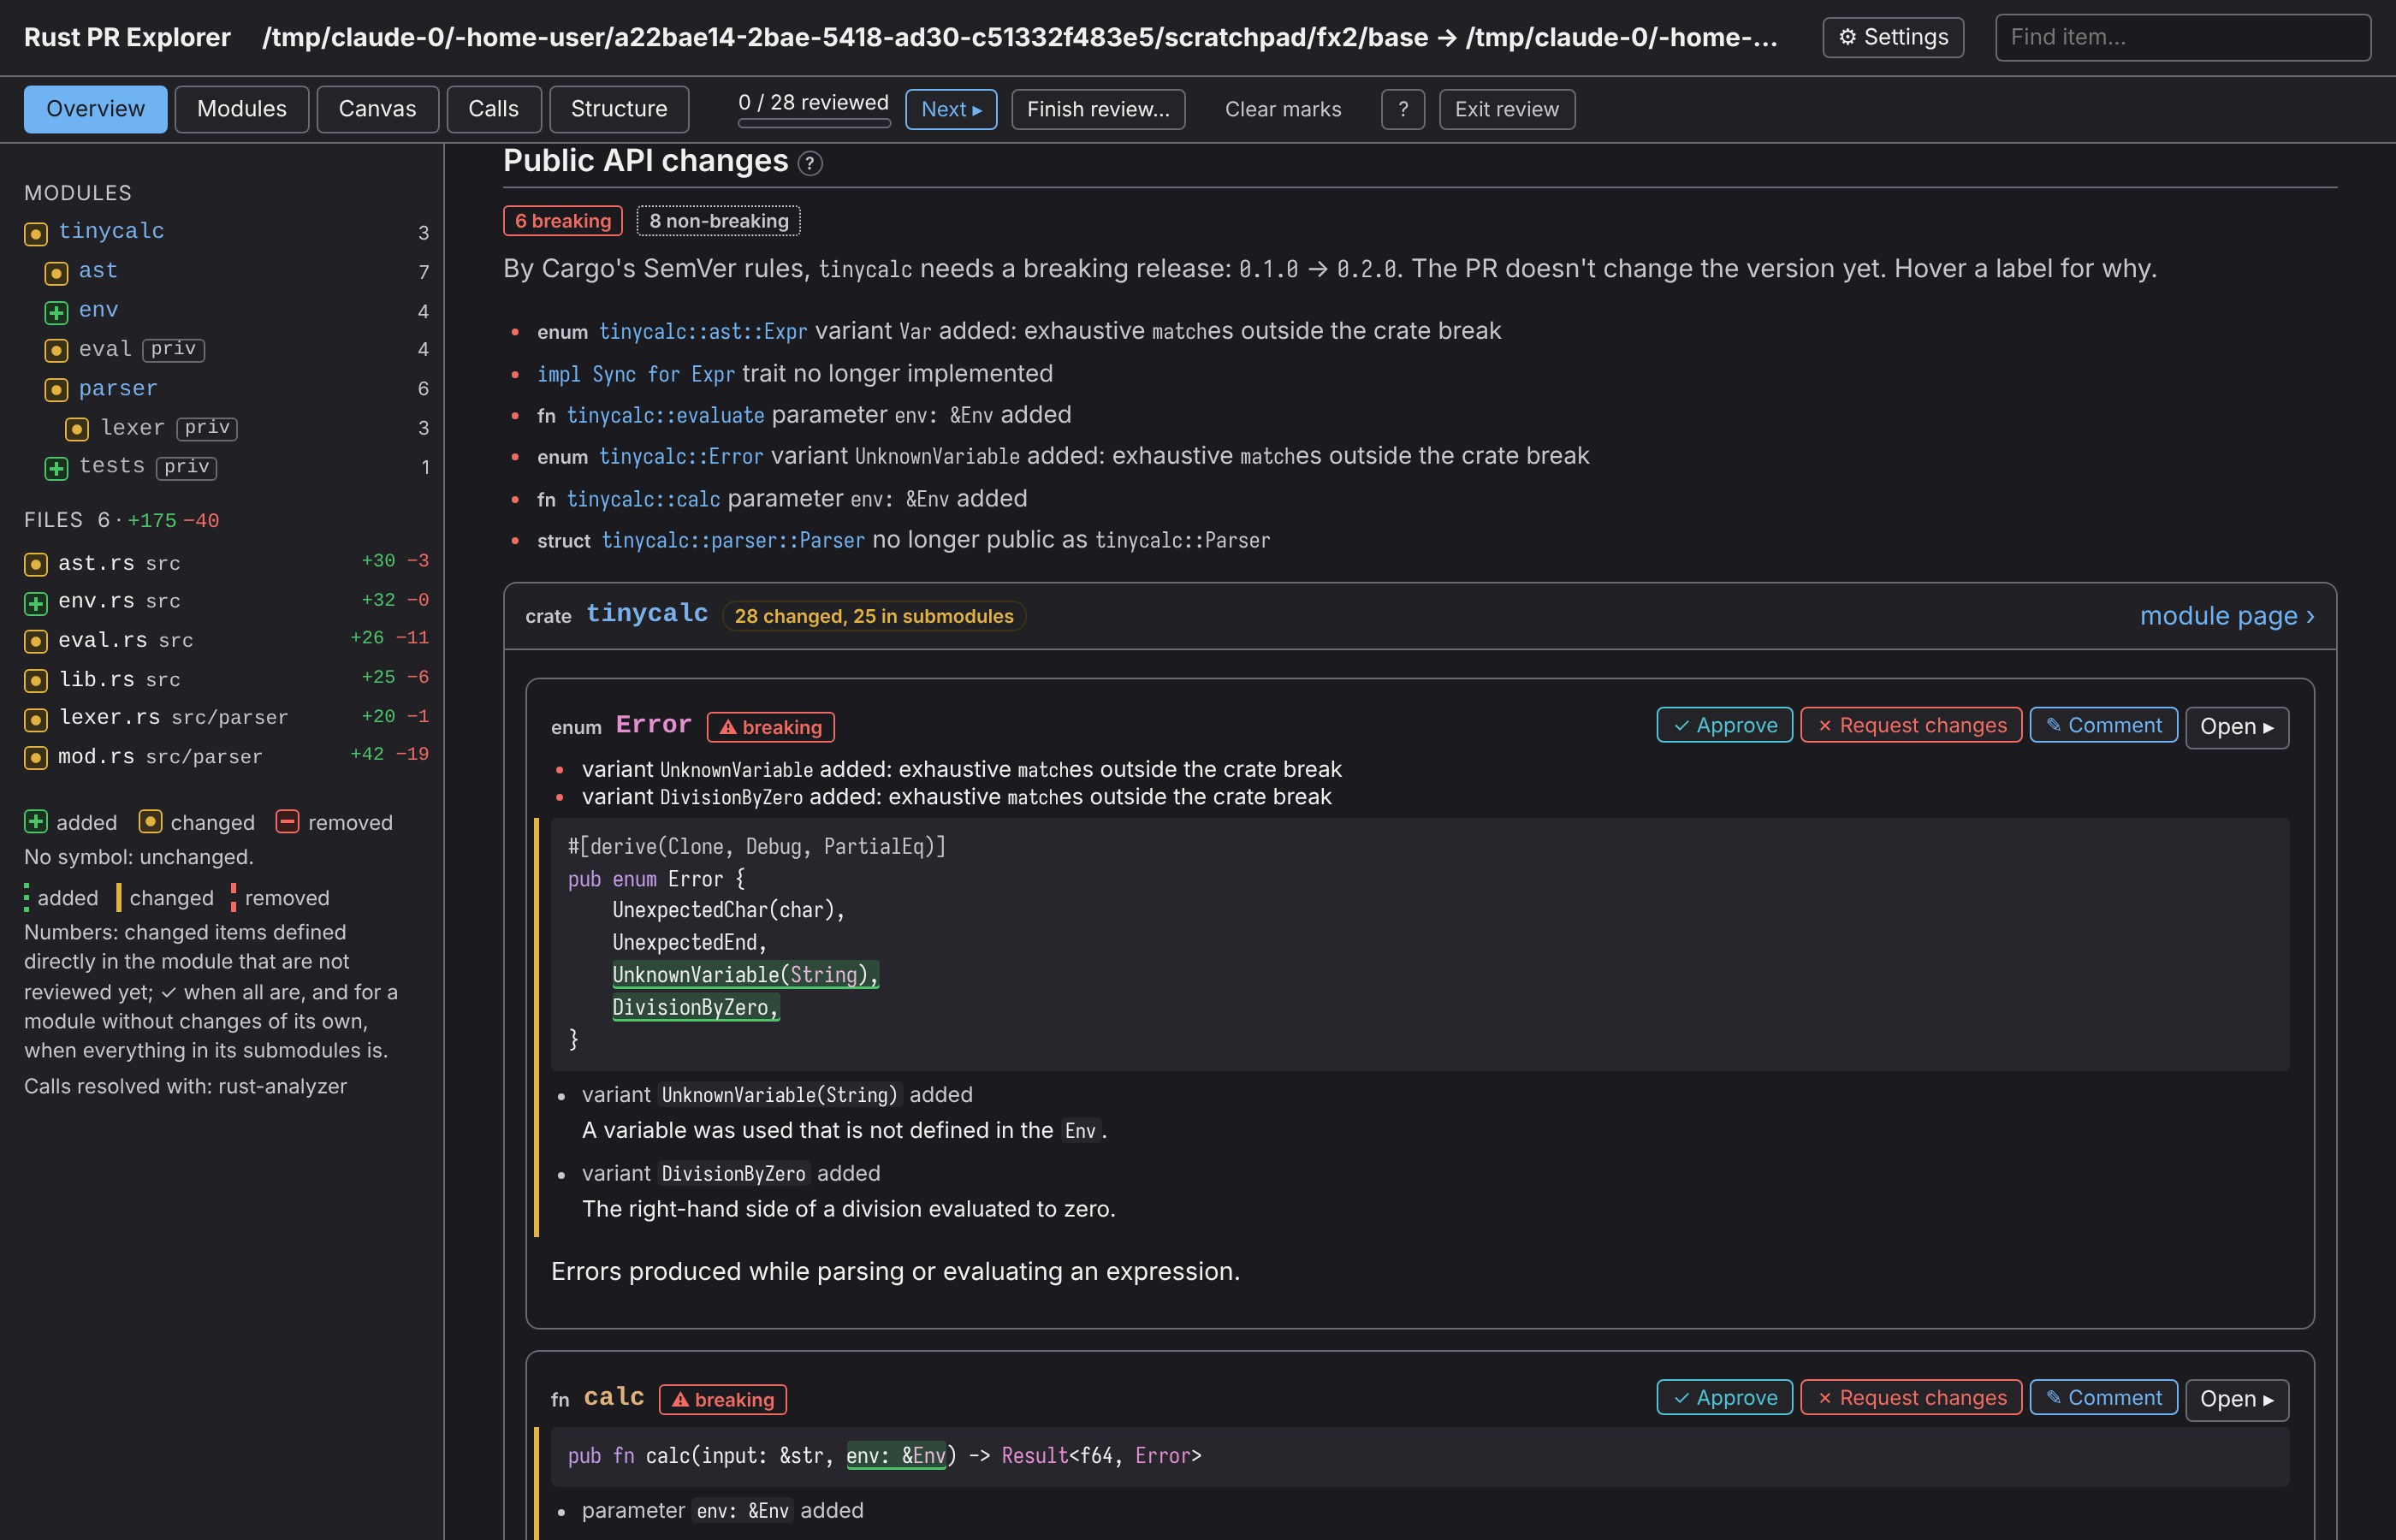 Rust PR Explorer /tmp/claude-0/-home-user/a22bae14-2bae-5418-ad30-c51332f483e5/scratchpad/fx2/base → /tmp/claude-0/-home-... ⚙ Settings Find item...
Overview Modules Canvas Calls Structure 0 / 28 reviewed Next ▸ Finish review... Clear marks ? Exit review
MODULES
tinycalc 3
ast 7
env 4
eval priv 4
parser 6
lexer priv 3
tests priv 1
FILES 6 · +175 −40
ast.rs src +30 −3
env.rs src +32 −0
eval.rs src +26 −11
lib.rs src +25 −6
lexer.rs src/parser +20 −1
mod.rs src/parser +42 −19
added changed removed
No symbol: unchanged.
added changed removed
Numbers: changed items defined
directly in the module that are not
reviewed yet; ✓ when all are, and for a
module without changes of its own,
when everything in its submodules is.
Calls resolved with: rust-analyzer
Public API changes ?
6 breaking 8 non-breaking
By Cargo's SemVer rules, tinycalc needs a breaking release: 0.1.0 → 0.2.0. The PR doesn't change the version yet. Hover a label for why.
• enum tinycalc::ast::Expr variant Var added: exhaustive matches outside the crate break
• impl Sync for Expr trait no longer implemented
• fn tinycalc::evaluate parameter env: &Env added
• enum tinycalc::Error variant UnknownVariable added: exhaustive matches outside the crate break
• fn tinycalc::calc parameter env: &Env added
• struct tinycalc::parser::Parser no longer public as tinycalc::Parser
crate tinycalc 28 changed, 25 in submodules module page ›
enum Error ⚠ breaking ✓ Approve × Request changes ✎ Comment Open ▸
• variant UnknownVariable added: exhaustive matches outside the crate break
• variant DivisionByZero added: exhaustive matches outside the crate break
#[derive(Clone, Debug, PartialEq)]
pub enum Error {
UnexpectedChar(char),
UnexpectedEnd,
UnknownVariable(String),
DivisionByZero,
}
• variant UnknownVariable(String) added
A variable was used that is not defined in the Env.
• variant DivisionByZero added
The right-hand side of a division evaluated to zero.
Errors produced while parsing or evaluating an expression.
fn calc ⚠ breaking ✓ Approve × Request changes ✎ Comment Open ▸
pub fn calc(input: &str, env: &Env) -> Result<f64, Error>
• parameter env: &Env added